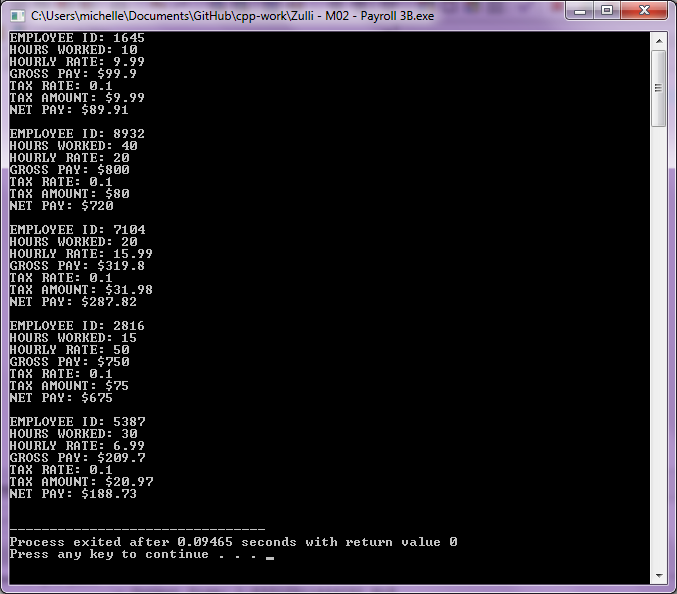 C:\Users\michelle\Documents\GitHub\cpp-work\Zulli - M02 - Payroll 3B.exe
EMPLOYEE ID: 1645
HOURS WORKED: 10
HOURLY RATE: 9.99
GROSS PAY: $99.9
TAX RATE: 0.1
TAX AMOUNT: $9.99
NET PAY: $89.91
EMPLOYEE ID: 8932
HOURS WORKED: 40
HOURLY RATE: 20
GROSS PAY: $800
TAX RATE: 0.1
TAX AMOUNT: $80
NET PAY: $720
EMPLOYEE ID: 7104
HOURS WORKED: 20
HOURLY RATE: 15.99
GROSS PAY: $319.8
TAX RATE: 0.1
TAX AMOUNT: $31.98
NET PAY: $287.82
EMPLOYEE ID: 2816
HOURS WORKED: 15
HOURLY RATE: 50
GROSS PAY: $750
TAX RATE: 0.1
TAX AMOUNT: $75
NET PAY: $675
EMPLOYEE ID: 5387
HOURS WORKED: 30
HOURLY RATE: 6.99
GROSS PAY: $209.7
TAX RATE: 0.1
TAX AMOUNT: $20.97
NET PAY: $188.73
--------------------------------
Process exited after 0.09465 seconds with return value 0
Press any key to continue . . . _